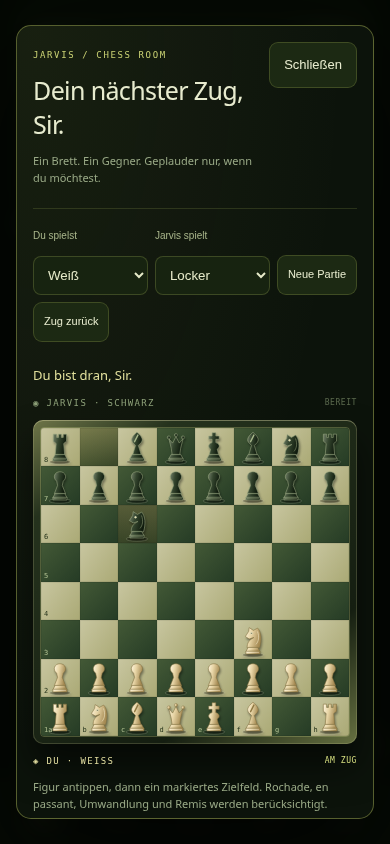 JARVIS / CHESS ROOM
Schließen
Dein nächster Zug,
Sir.
Ein Brett. Ein Gegner. Geplauder nur, wenn
du möchtest.
Du spielst
Jarvis spielt
Weiß
Locker
Neue Partie
Zug zurück
Du bist dran, Sir.
◉ JARVIS · SCHWARZ
BEREIT
8
7
6
5
4
3
2
1 a b c d e f g h
◈ DU · WEISS
AM ZUG
Figur antippen, dann ein markiertes Zielfeld. Rochade, en
passant, Umwandlung und Remis werden berücksichtigt.